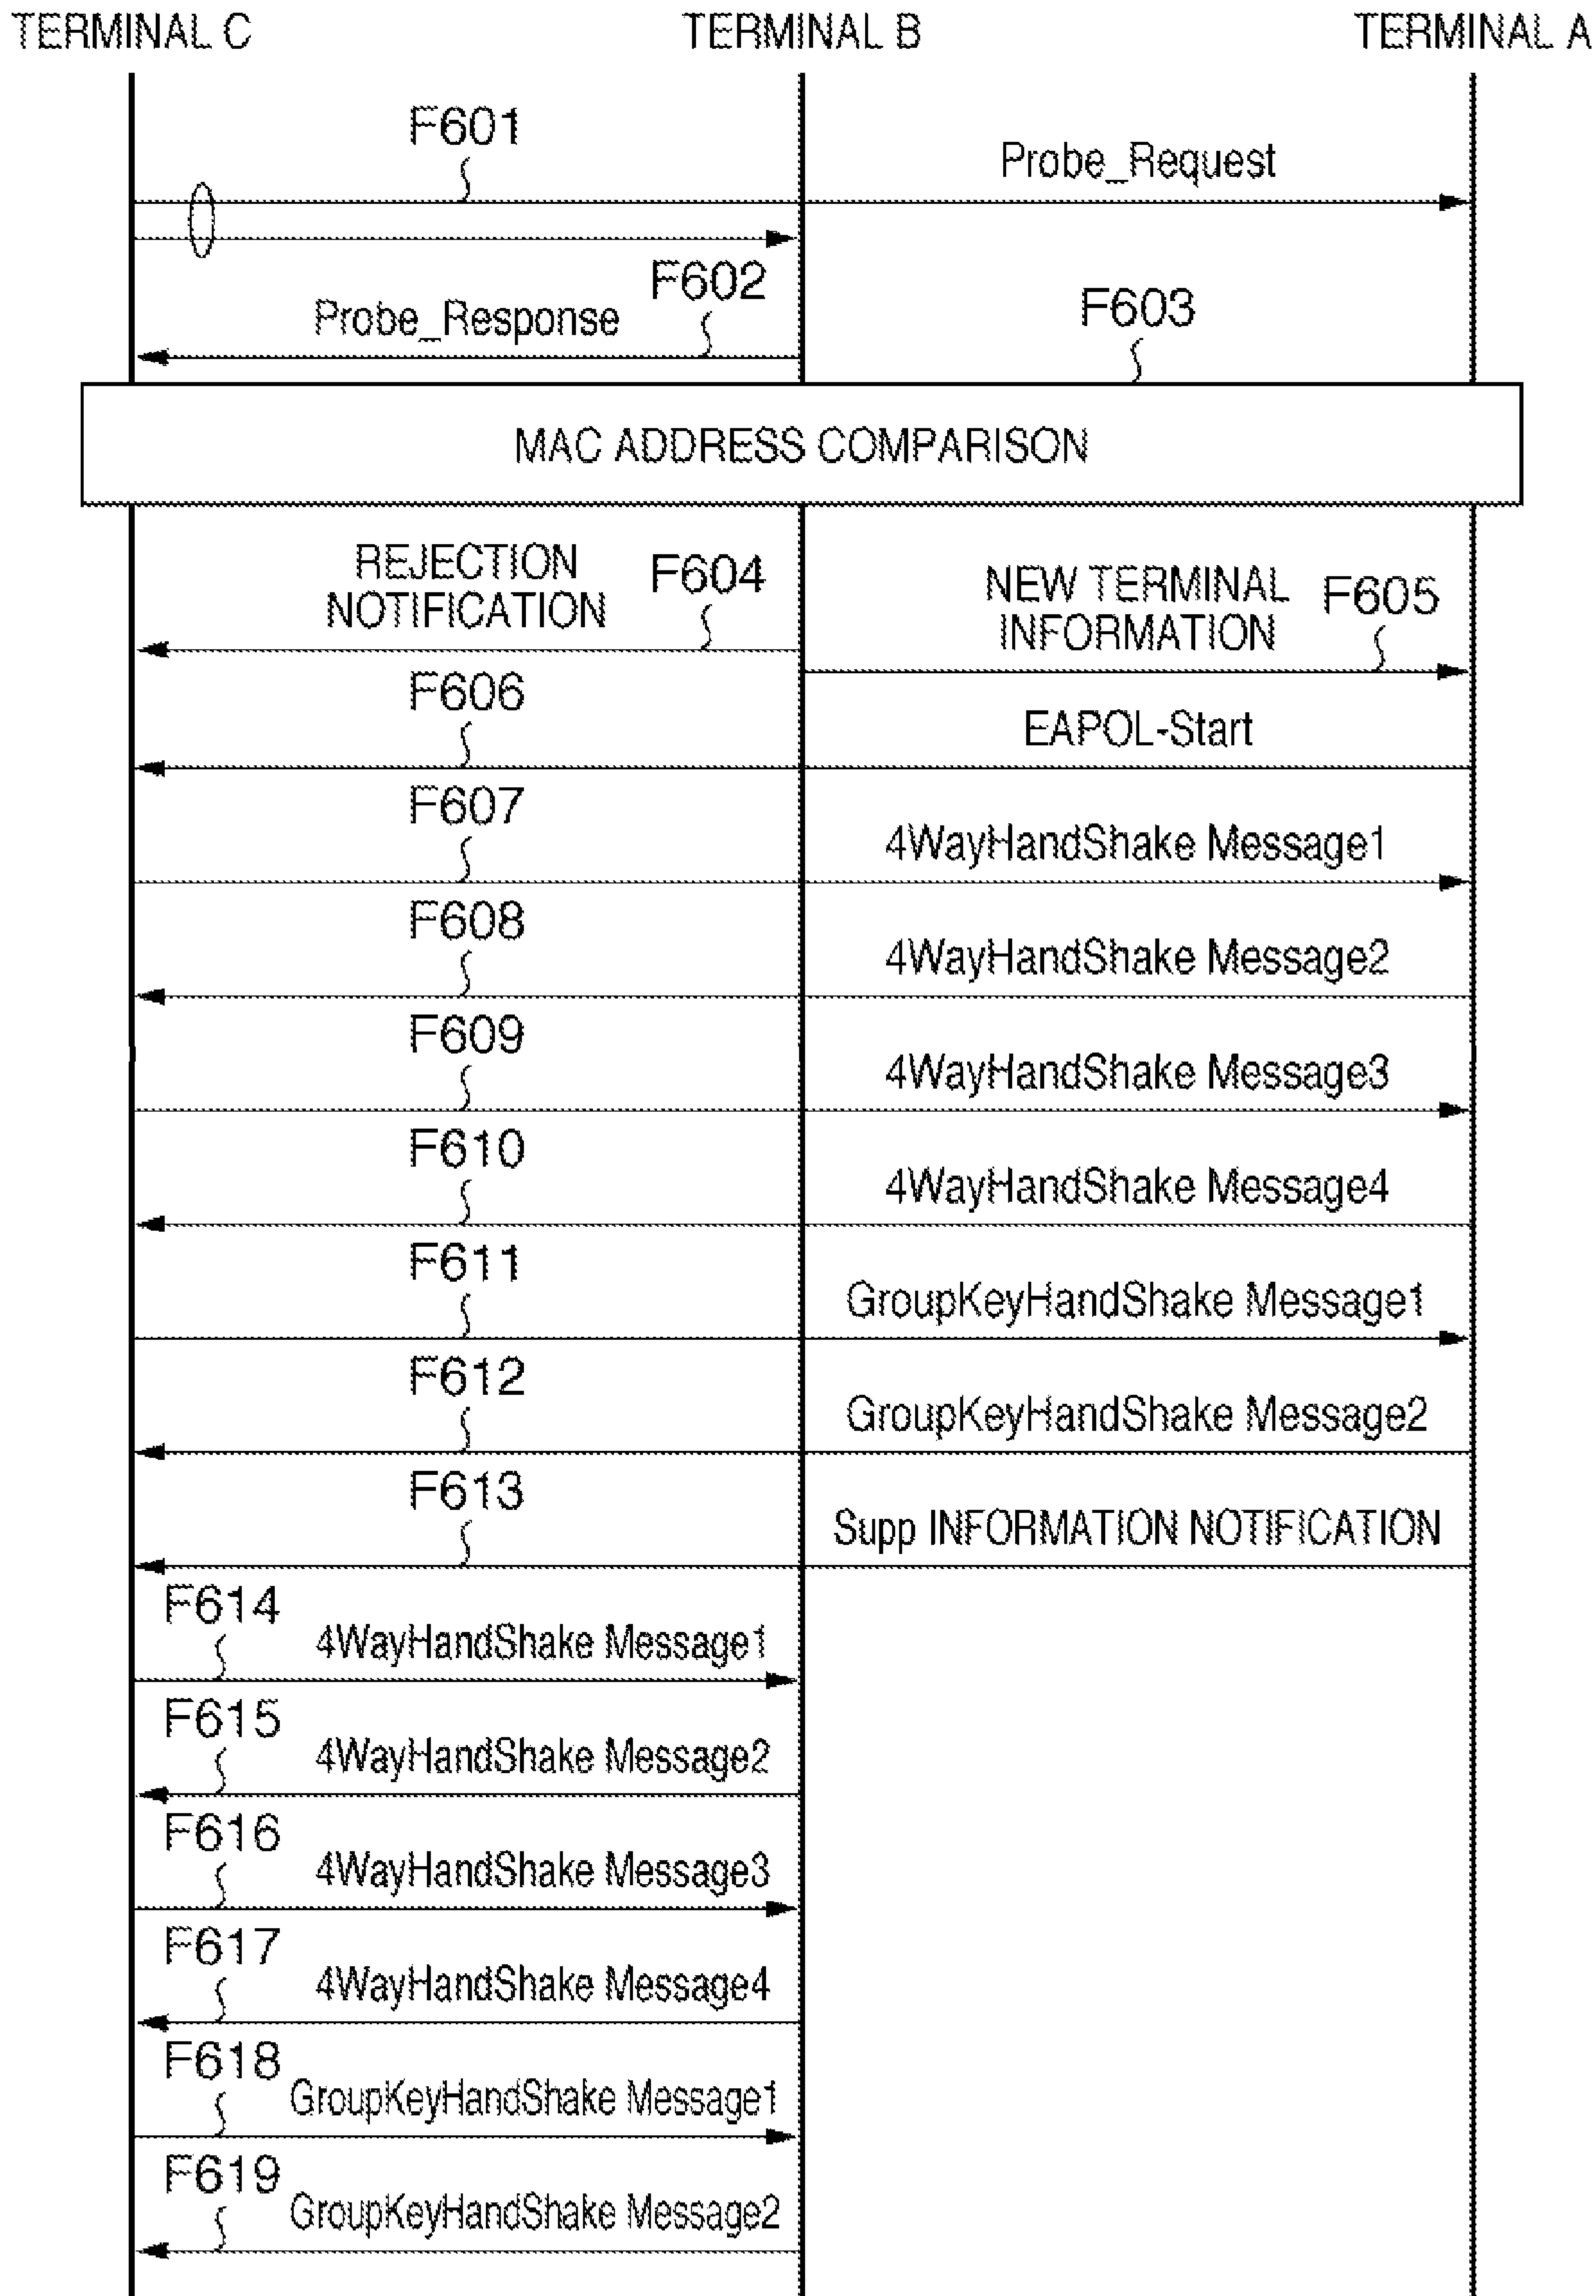 TERMINAL C
TERMINAL B
TERMINAL A
F601
Probe_Request
F602
Probe_Response
F603
MAC ADDRESS COMPARISON
REJECTION
NOTIFICATION
F604
NEW TERMINAL
INFORMATION
F605
F606
EAPOL-Start
F607
4WayHandShake Message1
F608
4WayHandShake Message2
F609
4WayHandShake Message3
F610
4WayHandShake Message4
F611
GroupKeyHandShake Message1
F612
GroupKeyHandShake Message2
F613
Supp INFORMATION NOTIFICATION
F614
4WayHandShake Message1
F615
4WayHandShake Message2
F616
4WayHandShake Message3
F617
4WayHandShake Message4
F618
GroupKeyHandShake Message1
F619
GroupKeyHandShake Message2